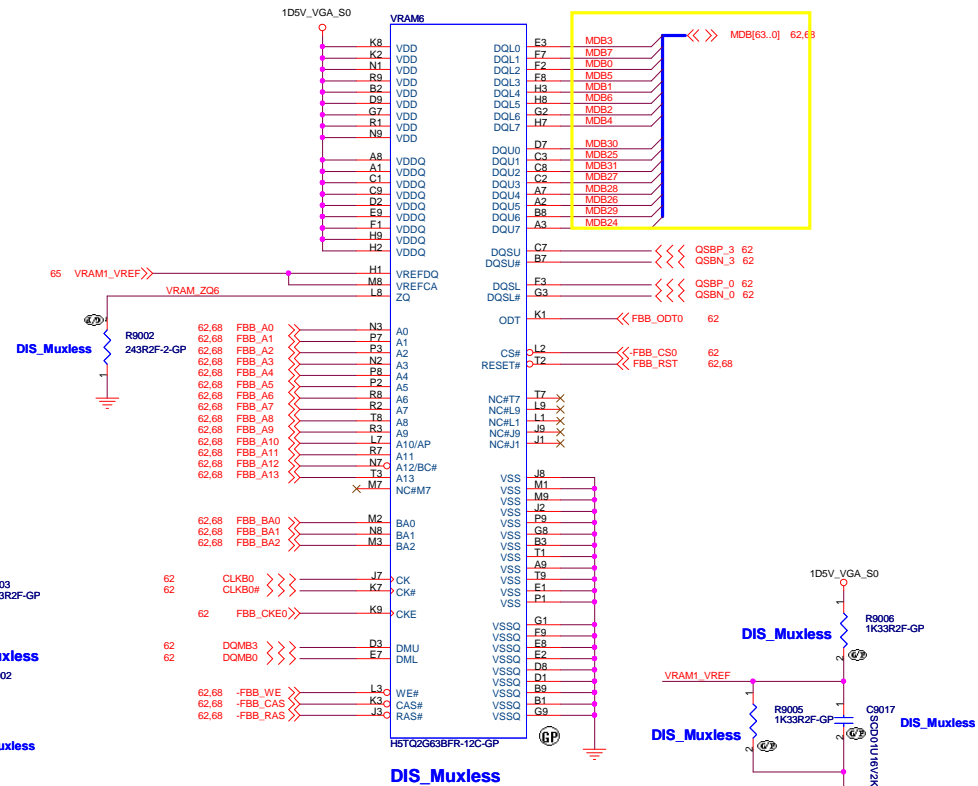 1D5V_VGA_S0
VRAM6
K8 VDD DQL0 E3 MDB3 MDB[63..0] 62,68
K2 VDD DQL1 F7 MDB7
N1 VDD DQL2 F2 MDB0
R9 VDD DQL3 F8 MDB5
B2 VDD DQL4 H3 MDB1
D9 VDD DQL5 H8 MDB6
G7 VDD DQL6 G2 MDB2
R1 VDD DQL7 H7 MDB4
N9 VDD
DQU0 D7 MDB30
A8 VDDQ DQU1 C3 MDB25
A1 VDDQ DQU2 C8 MDB31
C1 VDDQ DQU3 C2 MDB27
C9 VDDQ DQU4 A7 MDB28
D2 VDDQ DQU5 A2 MDB26
E9 VDDQ DQU6 B8 MDB29
F1 VDDQ DQU7 A3 MDB24
H9 VDDQ
H2 VDDQ DQSU C7 QSBP_3 62
DQSU# B7 QSBN_3 62
65 VRAM1_VREF H1 VREFDQ
M8 VREFCA DQSL F3 QSBP_0 62
VRAM_ZQ6 L8 ZQ DQSL# G3 QSBN_0 62
ODT K1 FBB_ODT0 62
R9002
243R2F-2-GP
DIS_Muxless
1
62,68 FBB_A0 N3 A0
62,68 FBB_A1 P7 A1
62,68 FBB_A2 P3 A2 CS# L2 -FBB_CS0 62
62,68 FBB_A3 N2 A3 RESET# T2 FBB_RST 62,68
62,68 FBB_A4 P8 A4
62,68 FBB_A5 P2 A5
62,68 FBB_A6 R8 A6 NC#T7 T7
62,68 FBB_A7 R2 A7 NC#L9 L9
62,68 FBB_A8 T8 A8 NC#L1 L1
62,68 FBB_A9 R3 A9 NC#J9 J9
62,68 FBB_A10 L7 A10/AP NC#J1 J1
62,68 FBB_A11 R7 A11
62,68 FBB_A12 N7 A12/BC#
62,68 FBB_A13 T3 A13 VSS J8
M7 NC#M7 VSS M1
VSS M9
VSS J2
62,68 FBB_BA0 M2 BA0 VSS P9
62,68 FBB_BA1 N8 BA1 VSS G8
62,68 FBB_BA2 M3 BA2 VSS B3
VSS T1
VSS A9
62 CLKB0 J7 CK VSS T9
62 CLKB0# K7 CK# VSS E1
VSS P1
62 FBB_CKE0 K9 CKE
VSSQ G1
VSSQ F9
62 DQMB3 D3 DMU VSSQ E8
62 DQMB0 E7 DML VSSQ E2
VSSQ D8
VSSQ D1
62,68 -FBB_WE L3 WE# VSSQ B9
62,68 -FBB_CAS K3 CAS# VSSQ B1
62,68 -FBB_RAS J3 RAS# VSSQ G9
H5TQ2G63BFR-12C-GP
GP
DIS_Muxless
03
3R2F-GP
uxless
02
uxless
1D5V_VGA_S0
1
R9006
1K33R2F-GP
DIS_Muxless
2
VRAM1_VREF
1
R9005
1K33R2F-GP
DIS_Muxless
2
1
C9017
SCD01U16V2K
DIS_Muxless
2